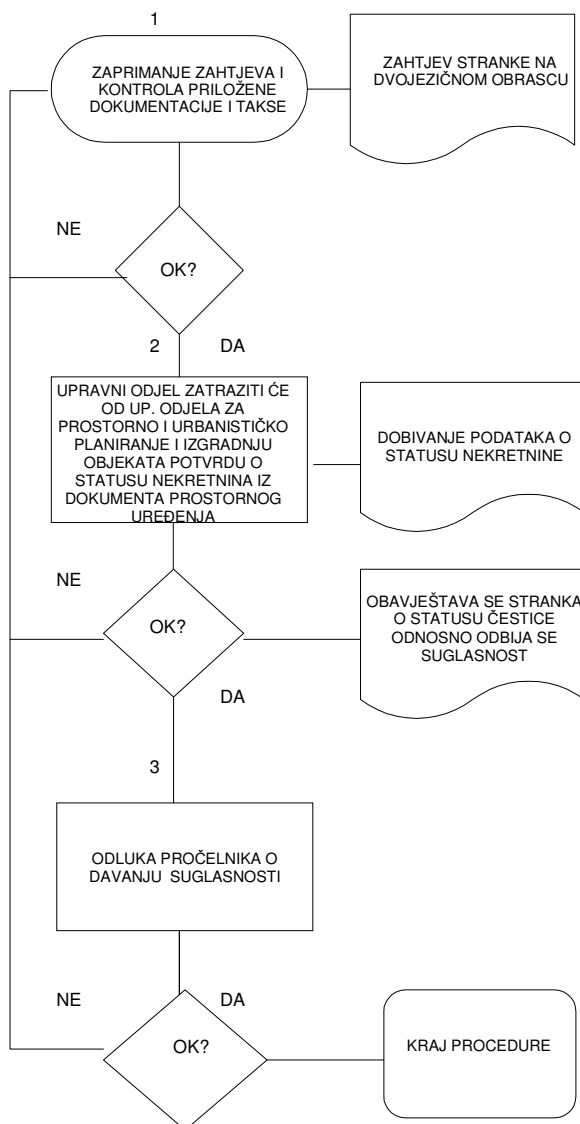 1
ZAPRIMANJE ZAHTJEVA I
KONTROLA PRILOŽENE
DOKUMENTACIJE I TAKSE
ZAHTJEV STRANKE NA
DVOJEZIČNOM OBRASCU
NE
OK?
2
DA
UPRAVNI ODJEL ZATRAZITI ĆE
OD UP. ODJELA ZA
PROSTORNO I URBANISTIČKO
PLANIRANJE I IZGRADNJU
OBJEKATA POTVRDU O
STATUSU NEKRETNINA IZ
DOKUMENTA PROSTORNOG
UREĐENJA
DOBIVANJE PODATAKA O
STATUSU NEKRETNINE
NE
OK?
DA
OBAVJEŠTAVA SE STRANKA
O STATUSU ČESTICE
ODNOSNO ODBIJA SE
SUGLASNOST
3
ODLUKA PROČELNIKA O
DAVANJU SUGLASNOSTI
NE
DA
OK?
KRAJ PROCEDURE